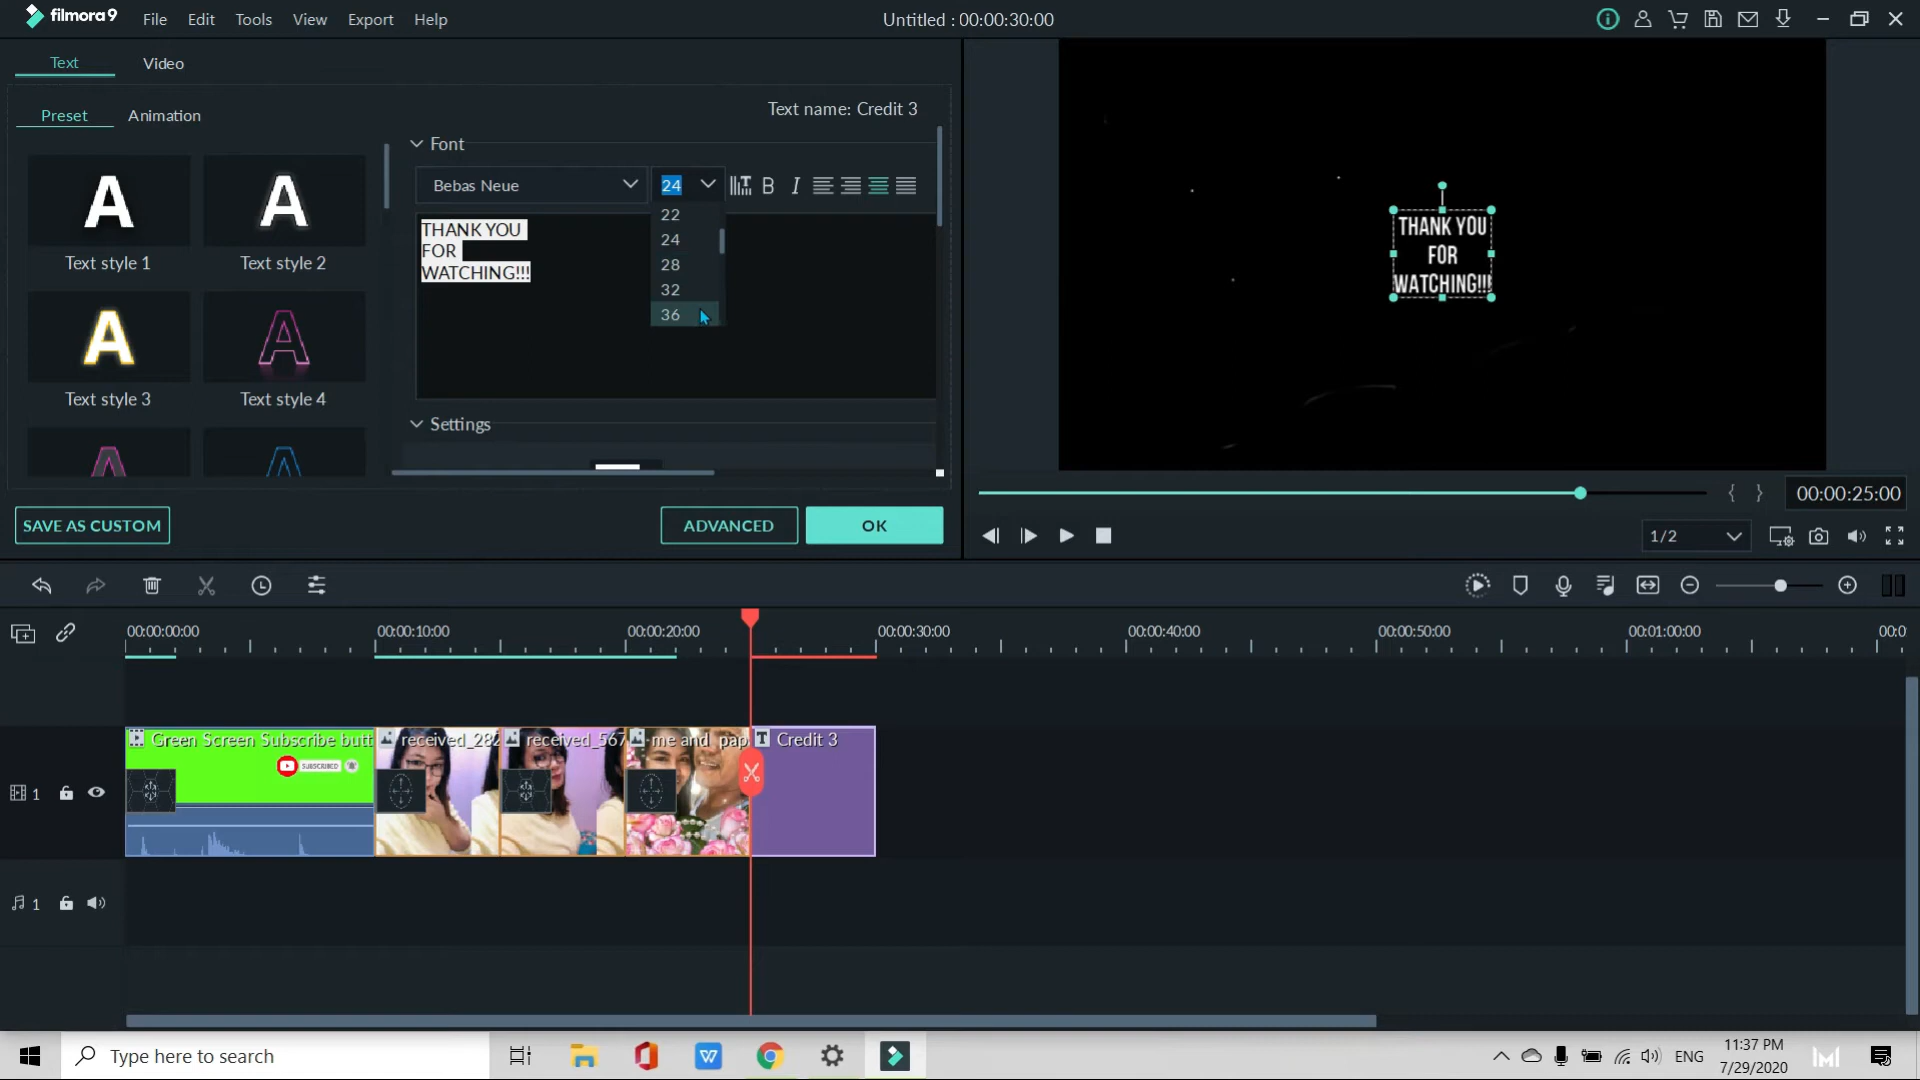 filmora9 File Edit Tools View Export Help Untitled : 00:00:30:00
Text Video
Preset Animation Text name: Credit 3
Font
Bebas Neue 24
22
24
28
32
36
THANK YOU
FOR
WATCHING!!!
A A
Text style 1 Text style 2
A A
Text style 3 Text style 4
A A
Settings
SAVE AS CUSTOM ADVANCED OK
THANK YOU
FOR
WATCHING!!!
00:00:25:00
1/2
00:00:00:00 00:00:10:00 00:00:20:00 00:00:30:00 00:00:40:00 00:00:50:00 00:01:00:00 00:0
Green Screen Subscribe butt received_282 received_567 me and pap T Credit 3
SUBSCRIBED
1
1
Type here to search ENG 11:37 PM
7/29/2020